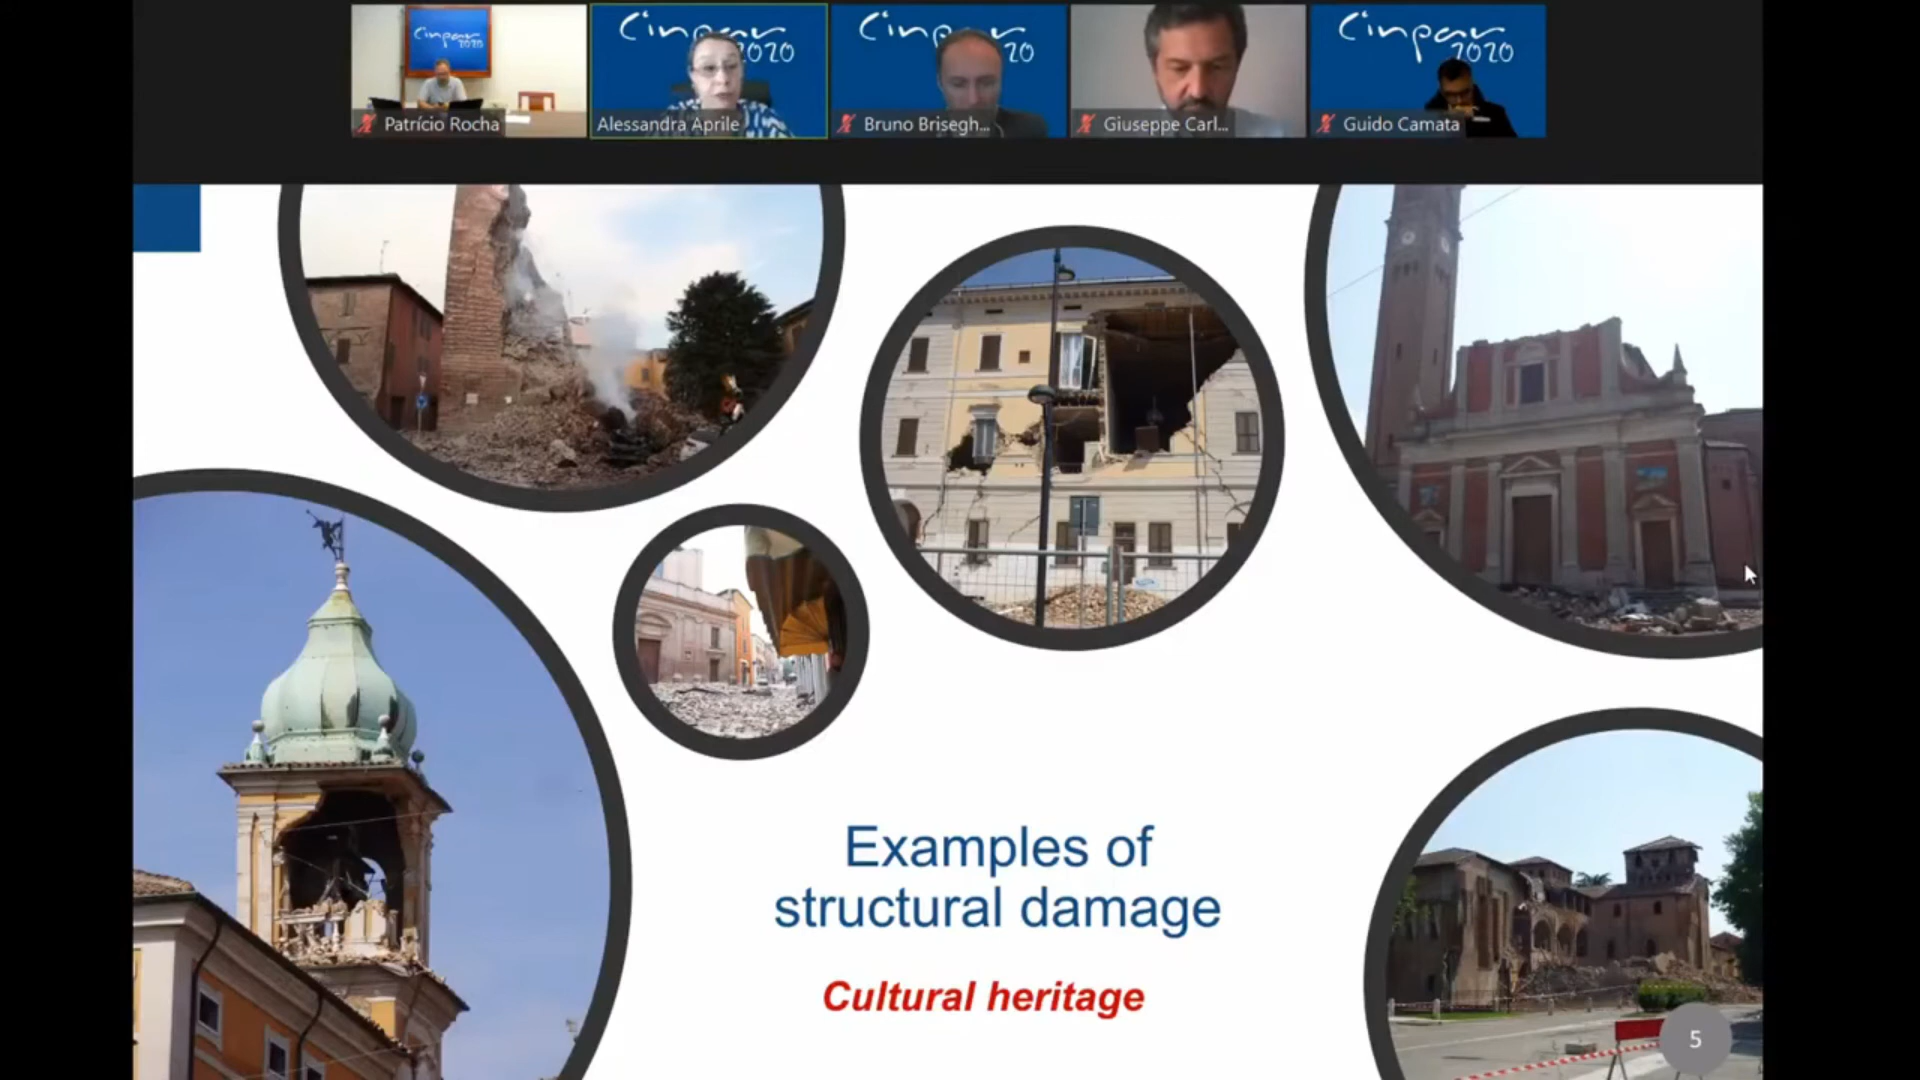 Cinpar
2020
Cinpar
2020
Cinpar
20
Cinpar
2020
Patrício Rocha
Alessandra Aprile
Bruno Brisegh...
Giuseppe Carl...
Guido Camata
Examples of
structural damage
Cultural heritage
5